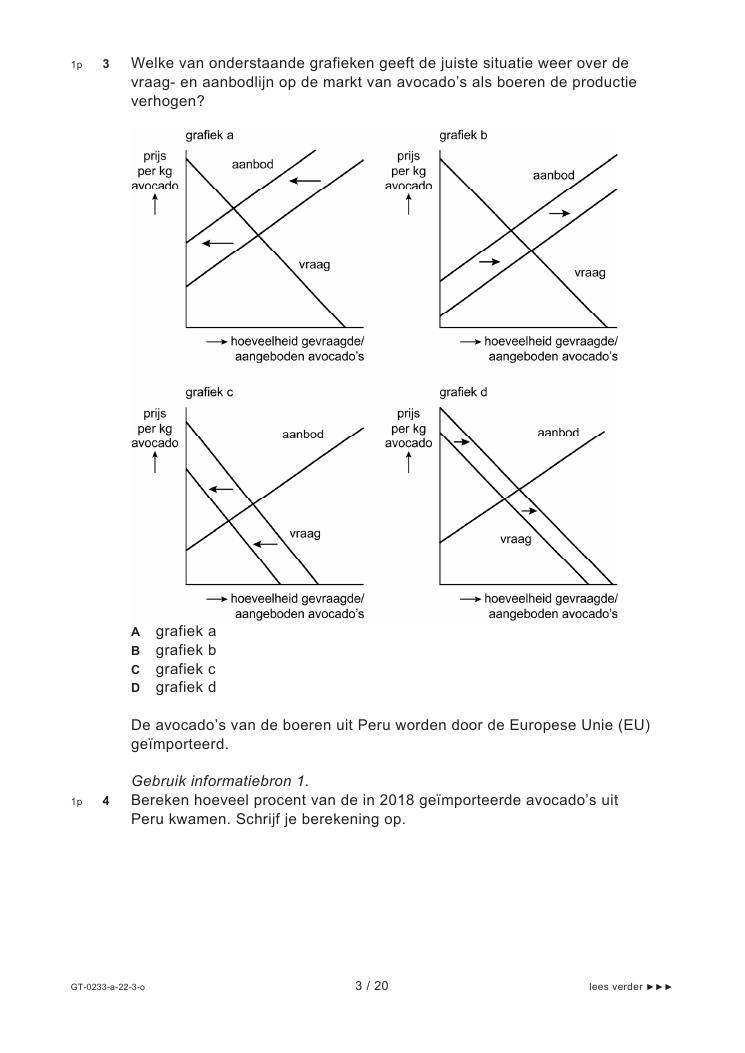 1p 3 Welke van onderstaande grafieken geeft de juiste situatie weer over de
vraag- en aanbodlijn op de markt van avocado's als boeren de productie
verhogen?
grafiek a
prijs
per kg
avocado
aanbod
vraag
hoeveelheid gevraagde/
aangeboden avocado's
grafiek b
prijs
per kg
avocado
aanbod
vraag
hoeveelheid gevraagde/
aangeboden avocado's
grafiek c
prijs
per kg
avocado
aanbod
vraag
hoeveelheid gevraagde/
aangeboden avocado's
grafiek d
prijs
per kg
avocado
aanbod
vraag
hoeveelheid gevraagde/
aangeboden avocado's
A grafiek a
B grafiek b
C grafiek c
D grafiek d
De avocado's van de boeren uit Peru worden door de Europese Unie (EU)
geïmporteerd.
Gebruik informatiebron 1.
1p 4 Bereken hoeveel procent van de in 2018 geïmporteerde avocado's uit
Peru kwamen. Schrijf je berekening op.
GT-0233-a-22-3-o 3 / 20 lees verder ►►►